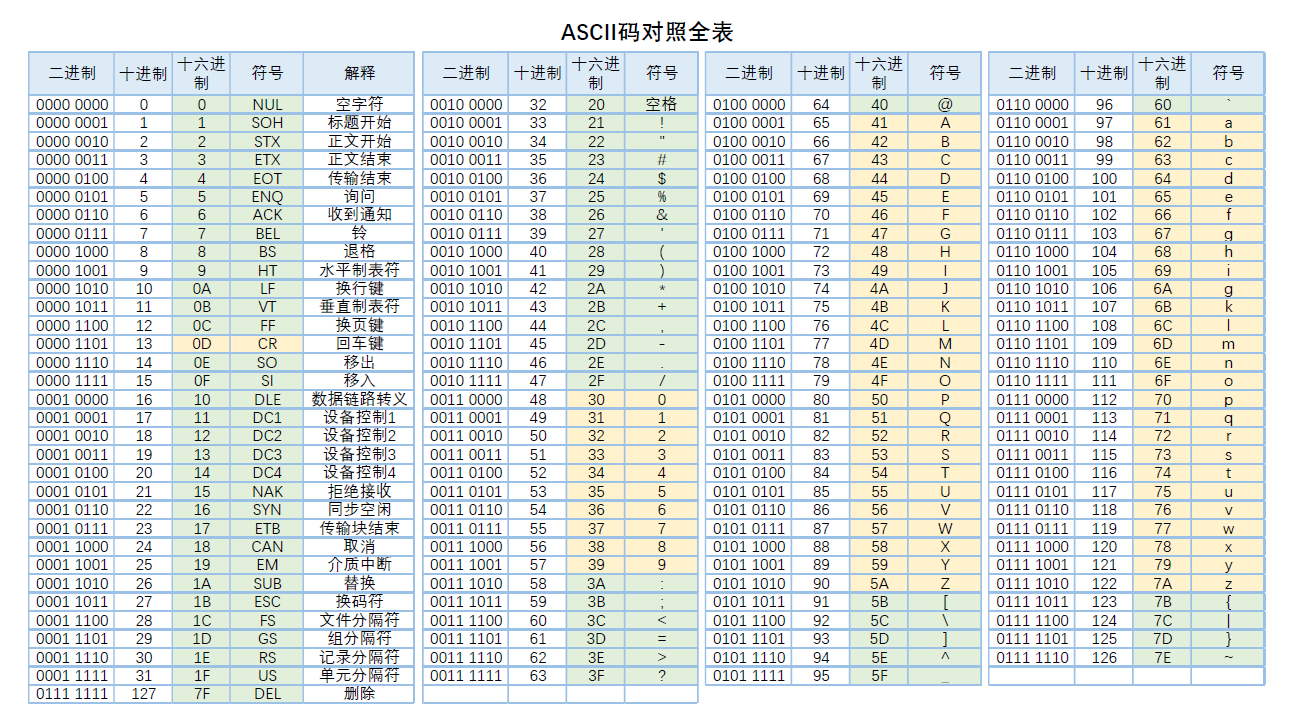 ASCII码对照全表
二进制 十进制 十六进制 符号 解释 二进制 十进制 十六进制 符号 二进制 十进制 十六进制 符号 二进制 十进制 十六进制 符号
0000 0000 0 0 NUL 空字符 0010 0000 32 20 空格 0100 0000 64 40 @ 0110 0000 96 60 `
0000 0001 1 1 SOH 标题开始 0010 0001 33 21 ! 0100 0001 65 41 A 0110 0001 97 61 a
0000 0010 2 2 STX 正文开始 0010 0010 34 22 " 0100 0010 66 42 B 0110 0010 98 62 b
0000 0011 3 3 ETX 正文结束 0010 0011 35 23 # 0100 0011 67 43 C 0110 0011 99 63 c
0000 0100 4 4 EOT 传输结束 0010 0100 36 24 $ 0100 0100 68 44 D 0110 0100 100 64 d
0000 0101 5 5 ENQ 询问 0010 0101 37 25 % 0100 0101 69 45 E 0110 0101 101 65 e
0000 0110 6 6 ACK 收到通知 0010 0110 38 26 & 0100 0110 70 46 F 0110 0110 102 66 f
0000 0111 7 7 BEL 铃 0010 0111 39 27 ' 0100 0111 71 47 G 0110 0111 103 67 g
0000 1000 8 8 BS 退格 0010 1000 40 28 ( 0100 1000 72 48 H 0110 1000 104 68 h
0000 1001 9 9 HT 水平制表符 0010 1001 41 29 ) 0100 1001 73 49 I 0110 1001 105 69 i
0000 1010 10 0A LF 换行键 0010 1010 42 2A * 0100 1010 74 4A J 0110 1010 106 6A g
0000 1011 11 0B VT 垂直制表符 0010 1011 43 2B + 0100 1011 75 4B K 0110 1011 107 6B k
0000 1100 12 0C FF 换页键 0010 1100 44 2C , 0100 1100 76 4C L 0110 1100 108 6C l
0000 1101 13 0D CR 回车键 0010 1101 45 2D - 0100 1101 77 4D M 0110 1101 109 6D m
0000 1110 14 0E SO 移出 0010 1110 46 2E . 0100 1110 78 4E N 0110 1110 110 6E n
0000 1111 15 0F SI 移入 0010 1111 47 2F / 0100 1111 79 4F O 0110 1111 111 6F o
0001 0000 16 10 DLE 数据链路转义 0011 0000 48 30 0 0101 0000 80 50 P 0111 0000 112 70 p
0001 0001 17 11 DC1 设备控制1 0011 0001 49 31 1 0101 0001 81 51 Q 0111 0001 113 71 q
0001 0010 18 12 DC2 设备控制2 0011 0010 50 32 2 0101 0010 82 52 R 0111 0010 114 72 r
0001 0011 19 13 DC3 设备控制3 0011 0011 51 33 3 0101 0011 83 53 S 0111 0011 115 73 s
0001 0100 20 14 DC4 设备控制4 0011 0100 52 34 4 0101 0100 84 54 T 0111 0100 116 74 t
0001 0101 21 15 NAK 拒绝接收 0011 0101 53 35 5 0101 0101 85 55 U 0111 0101 117 75 u
0001 0110 22 16 SYN 同步空闲 0011 0110 54 36 6 0101 0110 86 56 V 0111 0110 118 76 v
0001 0111 23 17 ETB 传输块结束 0011 0111 55 37 7 0101 0111 87 57 W 0111 0111 119 77 w
0001 1000 24 18 CAN 取消 0011 1000 56 38 8 0101 1000 88 58 X 0111 1000 120 78 x
0001 1001 25 19 EM 介质中断 0011 1001 57 39 9 0101 1001 89 59 Y 0111 1001 121 79 y
0001 1010 26 1A SUB 替换 0011 1010 58 3A : 0101 1010 90 5A Z 0111 1010 122 7A z
0001 1011 27 1B ESC 换码符 0011 1011 59 3B ; 0101 1011 91 5B [ 0111 1011 123 7B {
0001 1100 28 1C FS 文件分隔符 0011 1100 60 3C < 0101 1100 92 5C \ 0111 1100 124 7C |
0001 1101 29 1D GS 组分隔符 0011 1101 61 3D = 0101 1101 93 5D ] 0111 1101 125 7D }
0001 1110 30 1E RS 记录分隔符 0011 1110 62 3E > 0101 1110 94 5E ^ 0111 1110 126 7E ~
0001 1111 31 1F US 单元分隔符 0011 1111 63 3F ? 0101 1111 95 5F _
0111 1111 127 7F DEL 删除